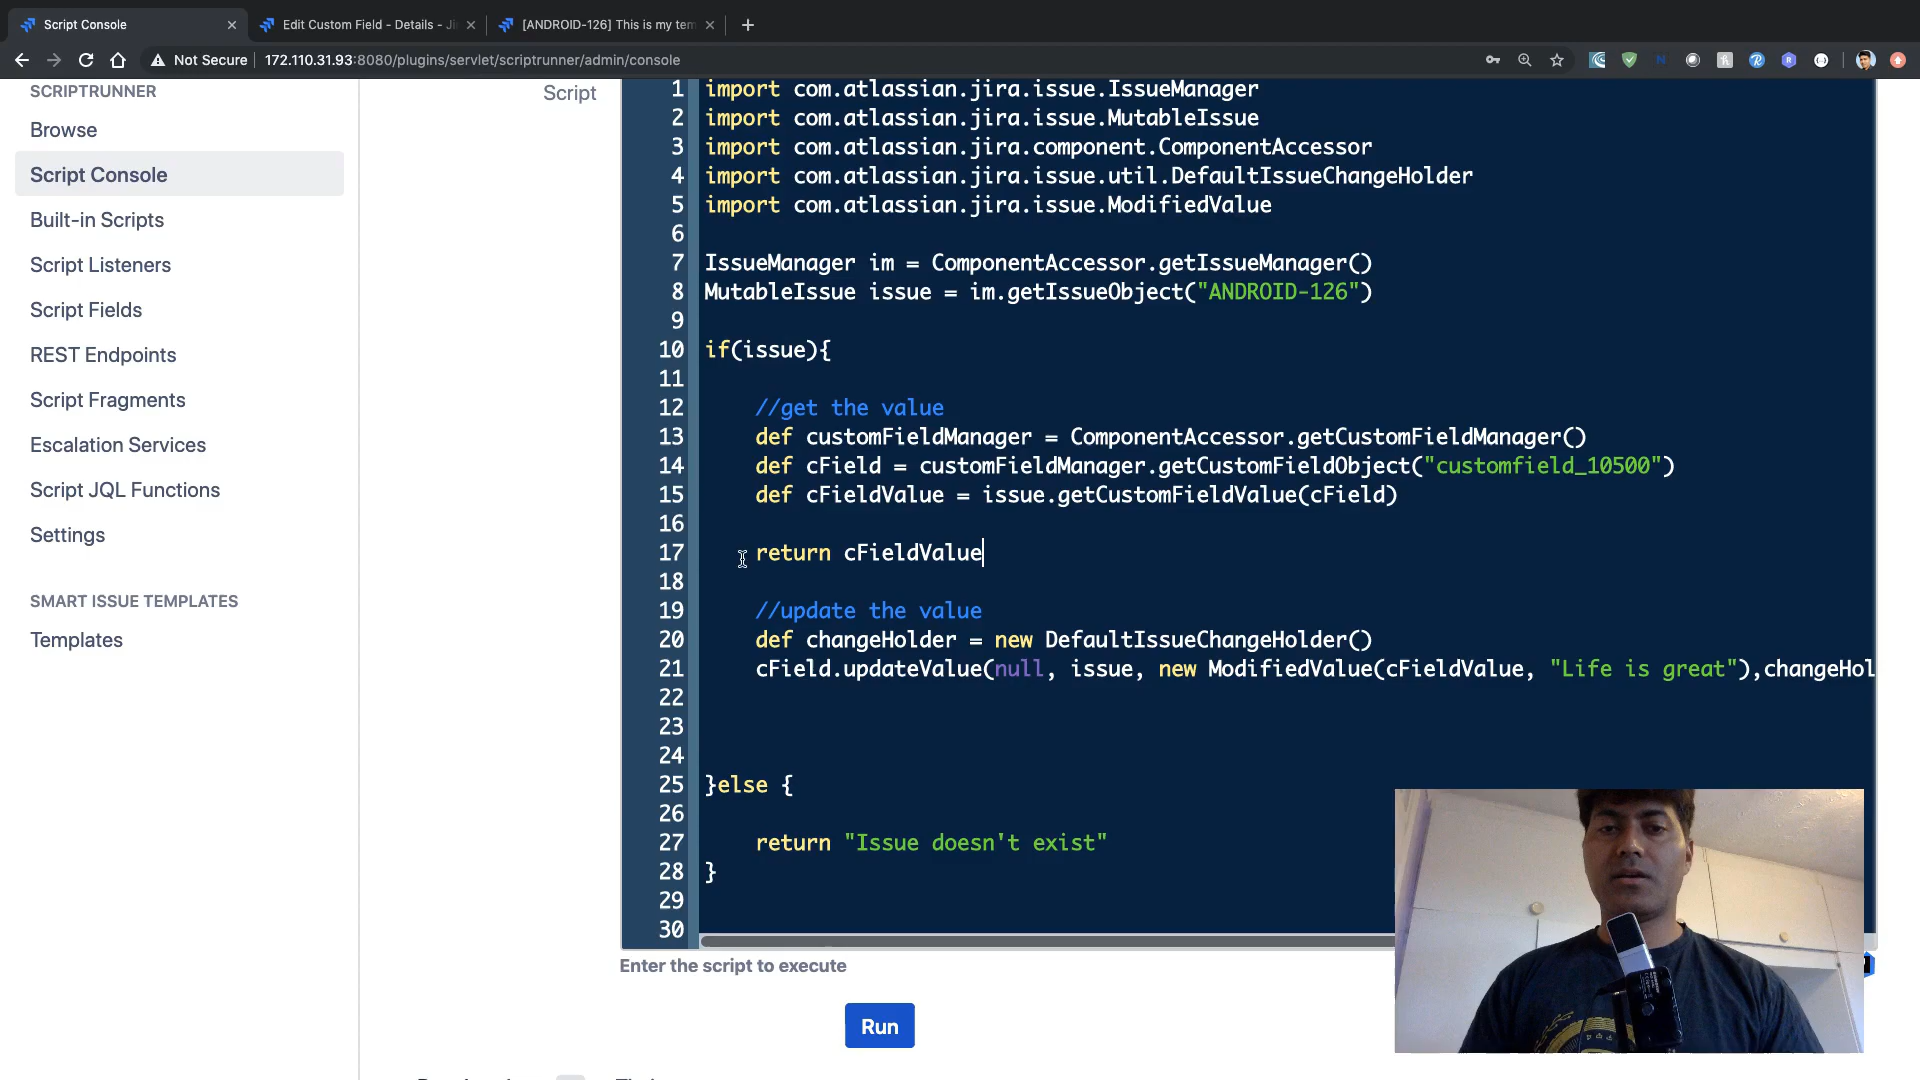 Script Console
Edit Custom Field - Details - Ji
[ANDROID-126] This is my tem
Not Secure
172.110.31.93:8080/plugins/servlet/scriptrunner/admin/console
SCRIPTRUNNER
Browse
Script Console
Built-in Scripts
Script Listeners
Script Fields
REST Endpoints
Script Fragments
Escalation Services
Script JQL Functions
Settings
SMART ISSUE TEMPLATES
Templates
Script
1 import com.atlassian.jira.issue.IssueManager
2 import com.atlassian.jira.issue.MutableIssue
3 import com.atlassian.jira.component.ComponentAccessor
4 import com.atlassian.jira.issue.util.DefaultIssueChangeHolder
5 import com.atlassian.jira.issue.ModifiedValue
6
7 IssueManager im = ComponentAccessor.getIssueManager()
8 MutableIssue issue = im.getIssueObject("ANDROID-126")
9
10 if(issue){
11
12 //get the value
13 def customFieldManager = ComponentAccessor.getCustomFieldManager()
14 def cField = customFieldManager.getCustomFieldObject("customfield_10500")
15 def cFieldValue = issue.getCustomFieldValue(cField)
16
17 return cFieldValue
18
19 //update the value
20 def changeHolder = new DefaultIssueChangeHolder()
21 cField.updateValue(null, issue, new ModifiedValue(cFieldValue, "Life is great"),changeHol
22
23
24
25 }else {
26
27 return "Issue doesn't exist"
28 }
29
30
Enter the script to execute
Run